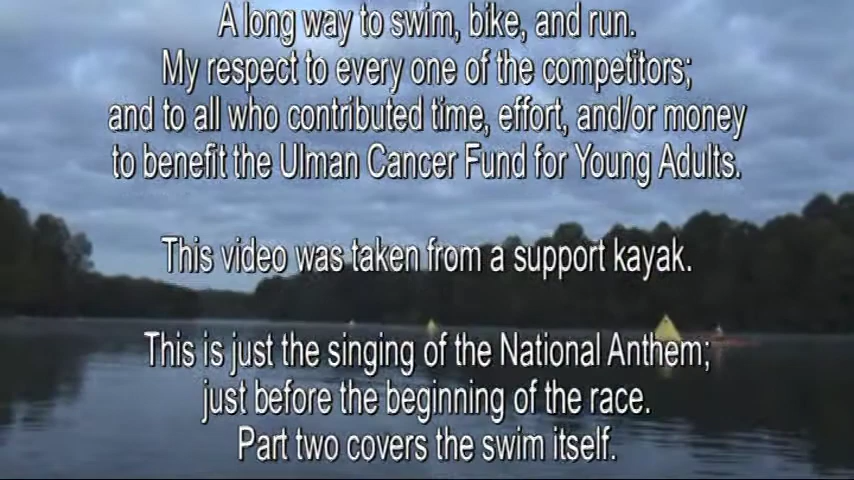 A long way to swim, bike, and run.
My respect to every one of the competitors;
and to all who contributed time, effort, and/or money
to benefit the Ulman Cancer Fund for Young Adults.
This video was taken from a support kayak.
This is just the singing of the National Anthem;
just before the beginning of the race.
Part two covers the swim itself.